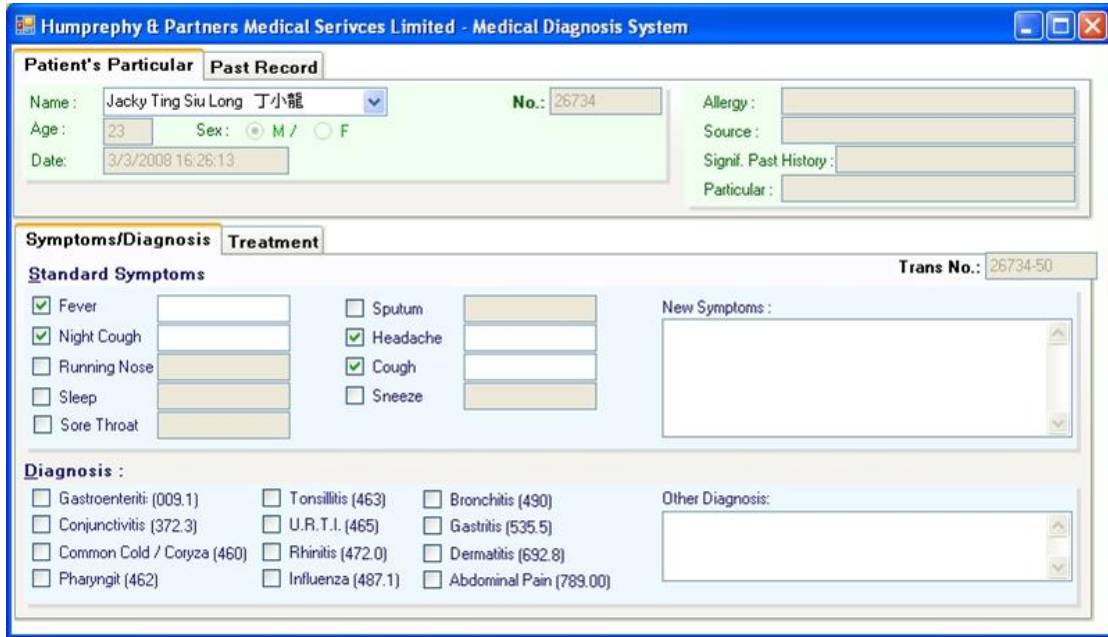 Humprephy & Partners Medical Serivces Limited - Medical Diagnosis System
Patient's Particular Past Record
Name : Jacky Ting Siu Long 丁小龍 No.: 26734 Allergy :
Age : 23 Sex : M / F Source :
Date: 3/3/2008 16:26:13 Signif. Past History :
Particular :
Symptoms/Diagnosis Treatment
Standard Symptoms Trans No.: 26734-50
Fever Sputum New Symptoms :
Night Cough Headache
Running Nose Cough
Sleep Sneeze
Sore Throat
Diagnosis :
Gastroenteriti: (009.1) Tonsillitis (463) Bronchitis (490) Other Diagnosis:
Conjunctivitis (372.3) U.R.T.I. (465) Gastritis (535.5)
Common Cold / Coryza (460) Rhinitis (472.0) Dermatitis (692.8)
Pharyngit (462) Influenza (487.1) Abdominal Pain (789.00)